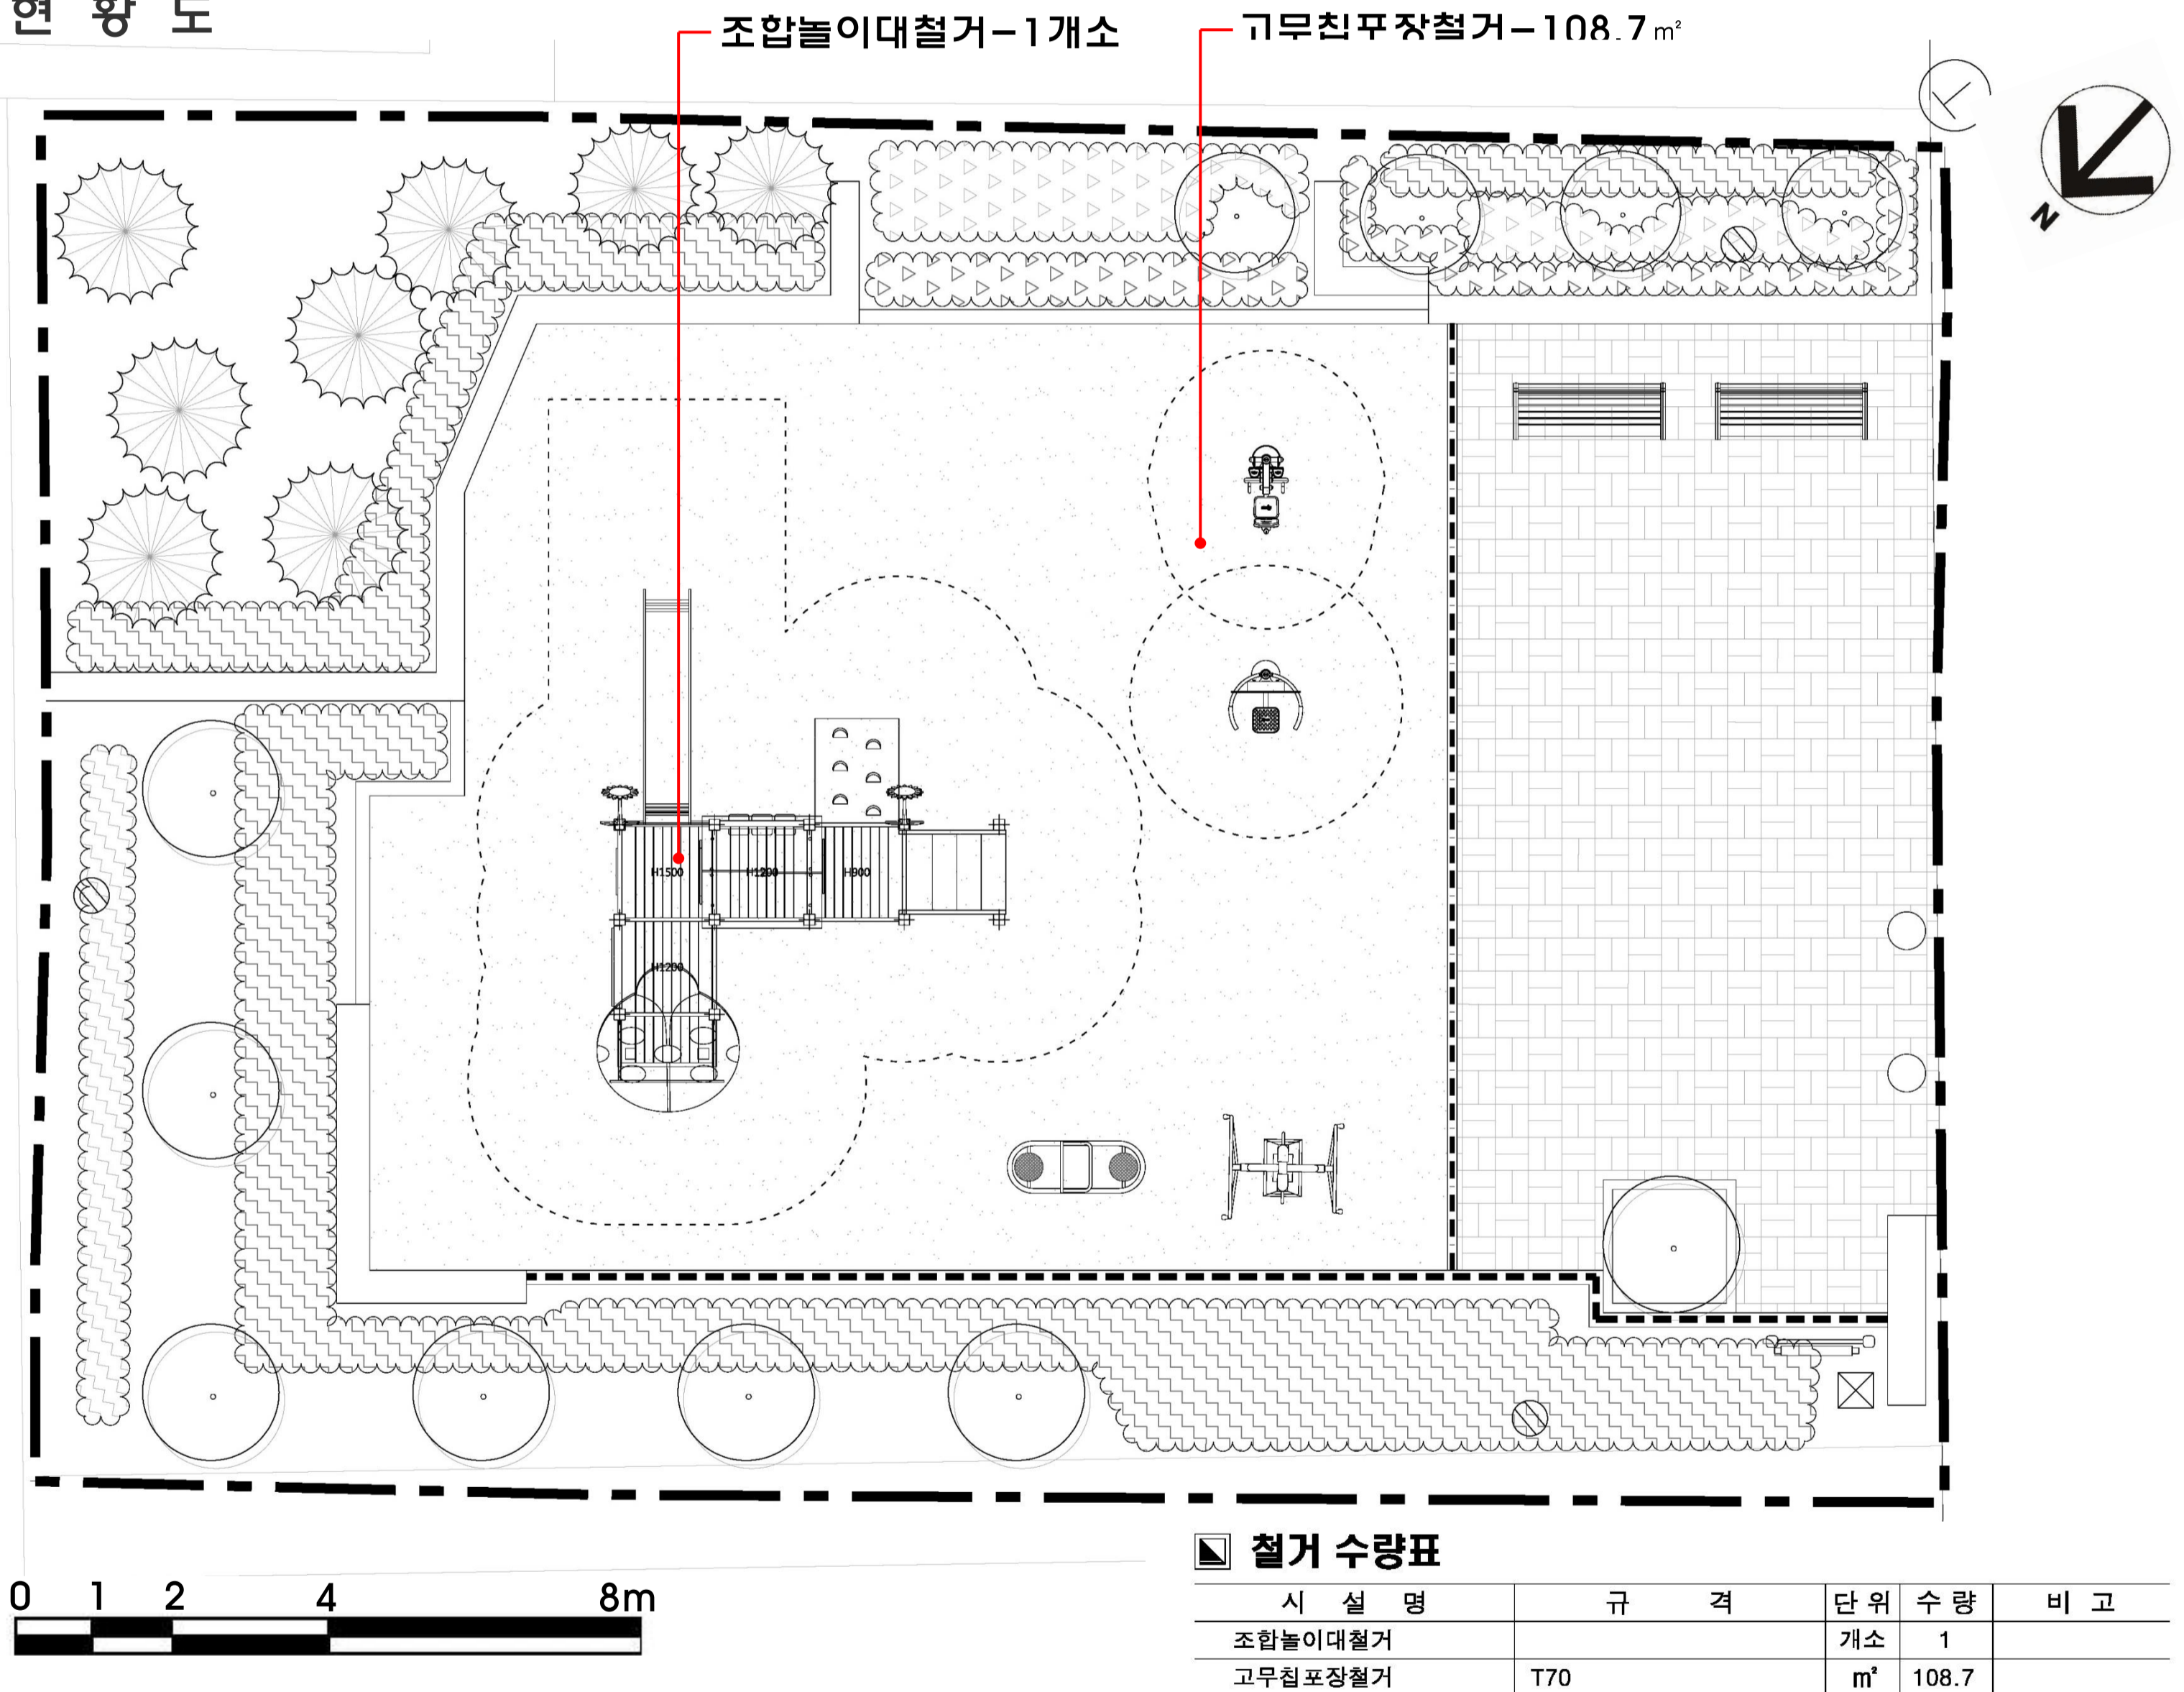 현 황 도
조합놀이대철거-1개소
고무칩포장철거-108.7㎡
N
H1500
H1200
H900
H1200
0 1 2 4 8m
철거 수량표
시 설 명 규 격 단위 수량 비고
조합놀이대철거 개소 1
고무칩포장철거 T70 ㎡ 108.7